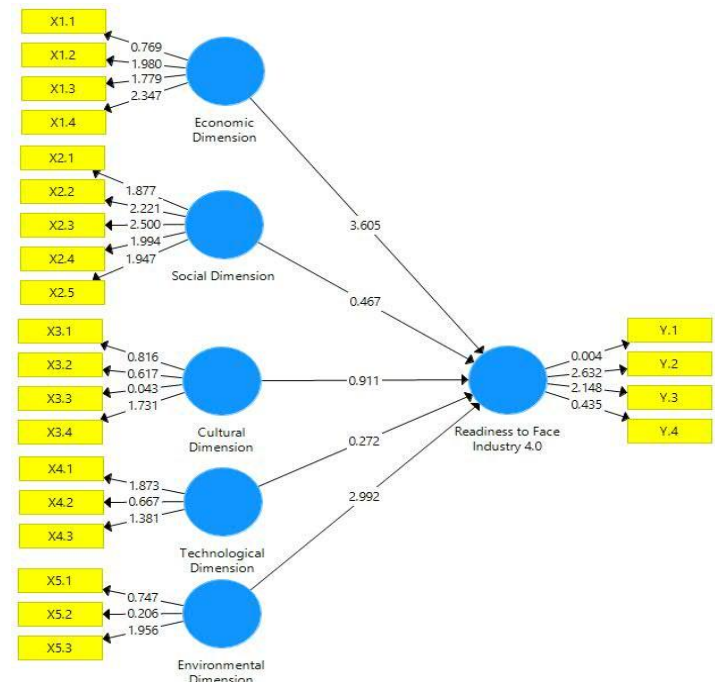 X1.1
X1.2
X1.3
X1.4
0.769
1.980
1.779
2.347
Economic
Dimension
X2.1
X2.2
X2.3
X2.4
X2.5
1.877
2.221
2.500
1.994
1.947
Social Dimension
X3.1
X3.2
X3.3
X3.4
0.816
0.617
0.043
1.731
Cultural
Dimension
X4.1
X4.2
X4.3
1.873
0.667
1.381
Technological
Dimension
X5.1
X5.2
X5.3
0.747
0.206
1.956
Environmental
Dimension
3.605
0.467
0.911
0.272
2.992
Readiness to Face
Industry 4.0
0.004
2.632
2.148
0.435
Y.1
Y.2
Y.3
Y.4